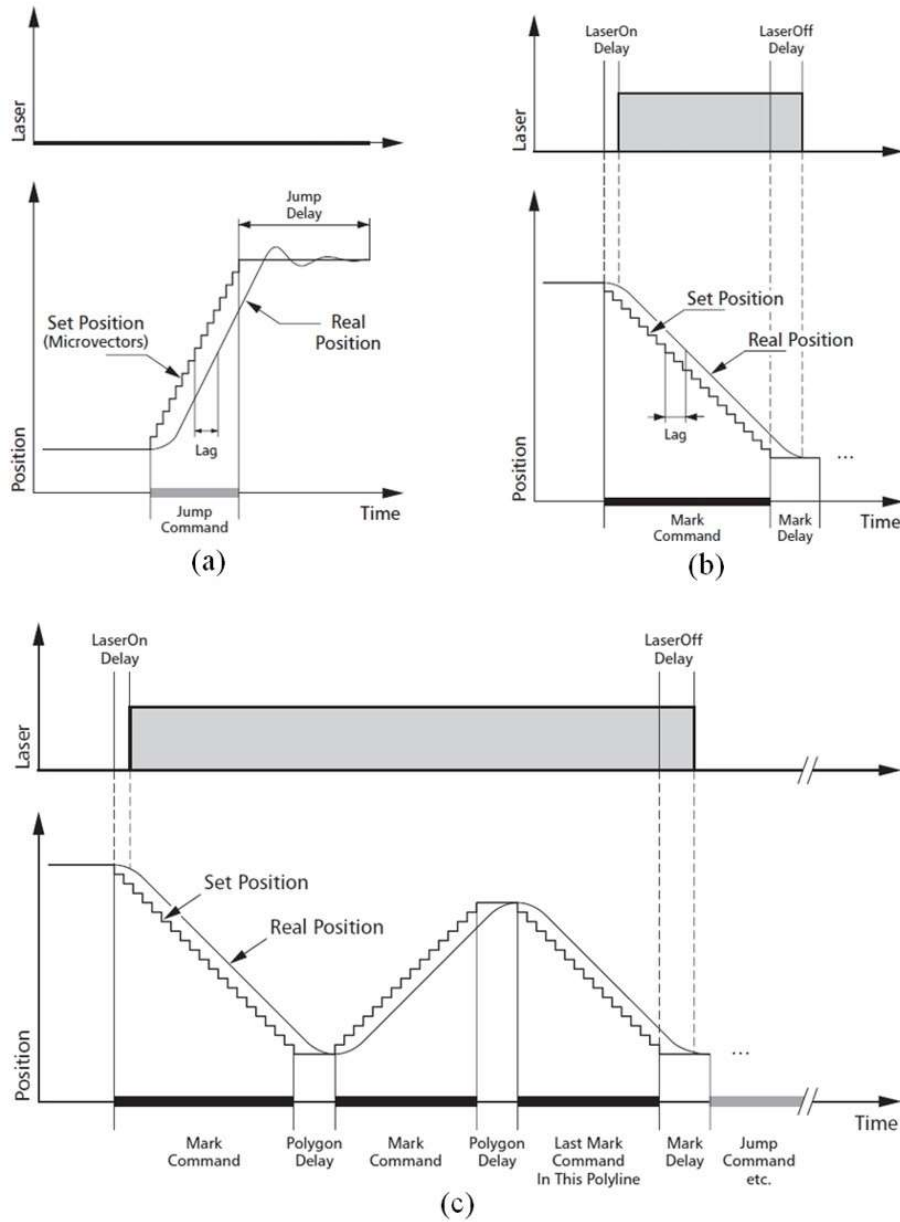 Laser
Jump
Delay
Set Position
(Microvectors)
Real
Position
Lag
Position
Jump
Command
Time
(a)
LaserOn
Delay
LaserOff
Delay
Laser
Set Position
Real Position
Lag
...
Position
Mark
Command
Mark
Delay
Time
(b)
LaserOn
Delay
LaserOff
Delay
Laser
Set Position
Real Position
...
Position
Time
Mark
Command
Polygon
Delay
Mark
Command
Polygon
Delay
Last Mark
Command
In This Polyline
Mark
Delay
Jump
Command
etc.
(c)